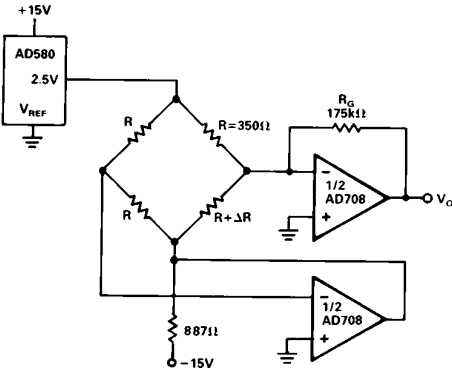 +15V
AD580
2.5V
VREF
R
R=350Ω
RG
175kΩ
R
R+ΔR
−
1/2
AD708
+
VO
−
1/2
AD708
+
887Ω
−15V